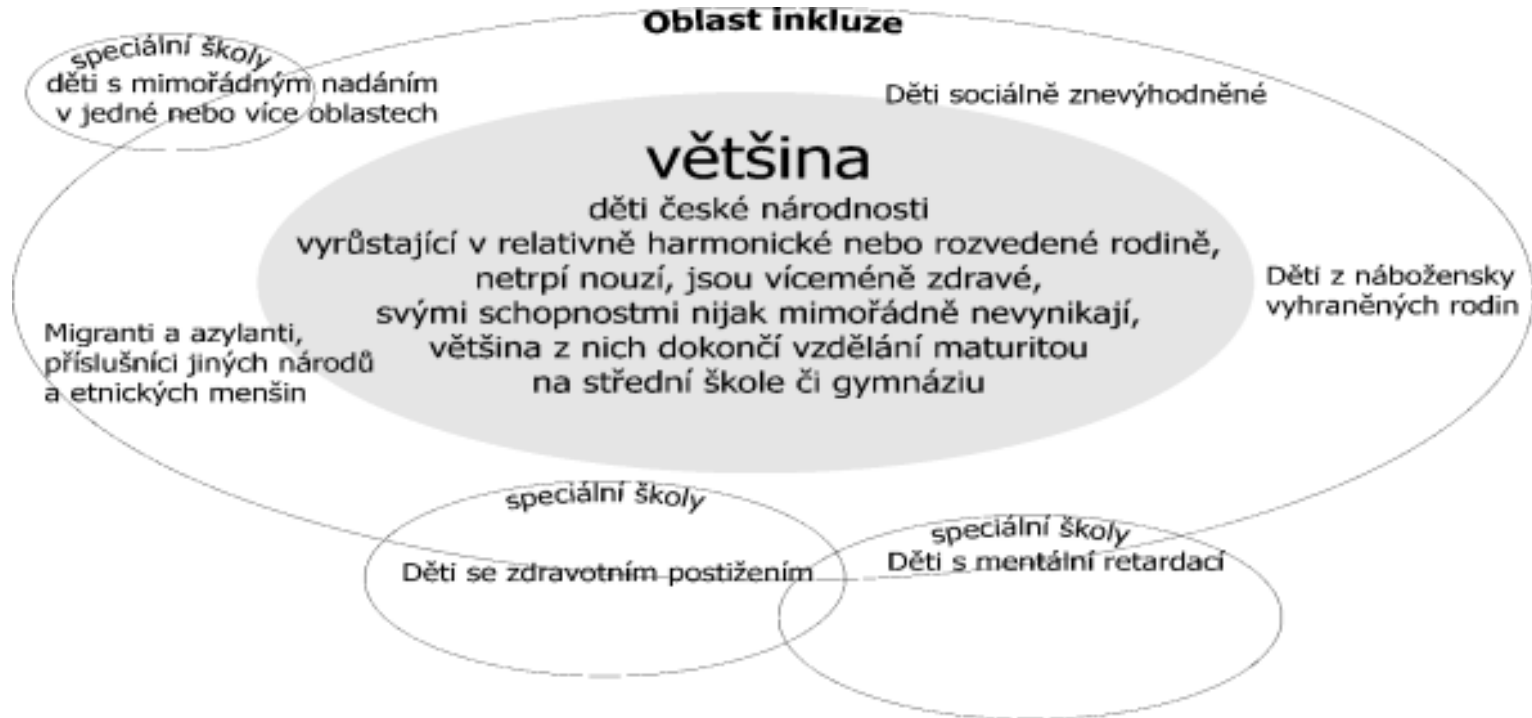 Oblast inkluze
speciální školy
děti s mimořádným nadáním
v jedné nebo více oblastech
Děti sociálně znevýhodněné
většina
děti české národnosti
vyrůstající v relativně harmonické nebo rozvedené rodině,
netrpí nouzí, jsou víceméně zdravé,
svými schopnostmi nijak mimořádně nevynikají,
většina z nich dokončí vzdělání maturitou
na střední škole či gymnáziu
Děti z nábožensky
vyhraněných rodin
Migranti a azylanti,
příslušníci jiných národů
a etnických menšin
speciální školy
Děti se zdravotním postižením
speciální školy
Děti s mentální retardací